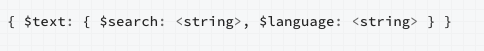 { $text: { $search: <string>, $language: <string> } }